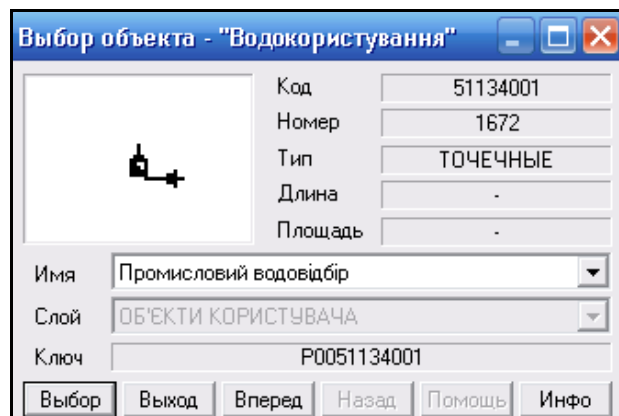 Выбор объекта - "Водокористування"
Код 51134001
Номер 1672
Тип ТОЧЕЧНЫЕ
Длина -
Площадь -
Имя Промисловий водовідбір
Слой ОБ'ЄКТИ КОРИСТУВАЧА
Ключ P0051134001
Выбор Выход Вперед Назад Помощь Инфо